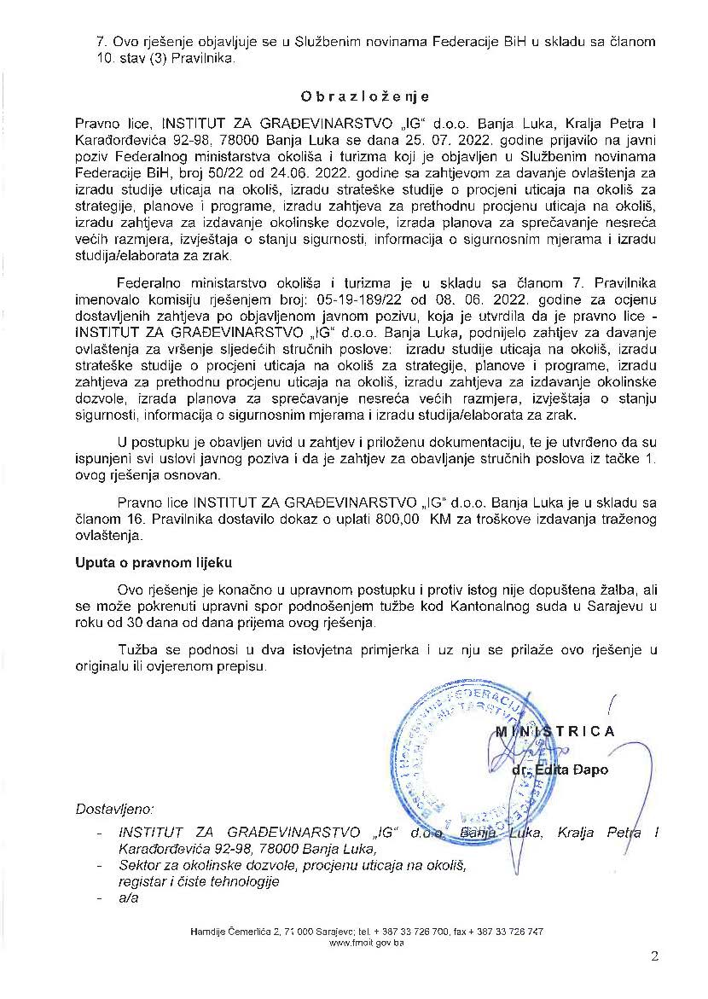 7. Ovo rješenje objavljuje se u Službenim novinama Federacije BiH u skladu sa članom
10. stav (3) Pravilnika.
Obrazloženje
Pravno lice, INSTITUT ZA GRAĐEVINARSTVO „IG“ d.o.o. Banja Luka, Kralja Petra I
Karađorđevića 92-98, 78000 Banja Luka se dana 25. 07. 2022. godine prijavilo na javni
poziv Federalnog ministarstva okoliša i turizma koji je objavljen u Službenim novinama
Federacije BiH, broj 50/22 od 24.06. 2022. godine sa zahtjevom za davanje ovlaštenja za
izradu studije uticaja na okoliš, izradu strateške studije o procjeni uticaja na okoliš za
strategije, planove i programe, izradu zahtjeva za prethodnu procjenu uticaja na okoliš,
izradu zahtjeva za izdavanje okolinske dozvole, izrada planova za sprečavanje nesreća
većih razmjera, izvještaja o stanju sigurnosti, informacija o sigurnosnim mjerama i izradu
studija/elaborata za zrak.
Federalno ministarstvo okoliša i turizma je u skladu sa članom 7. Pravilnika
imenovalo komisiju rješenjem broj: 05-19-189/22 od 08. 06. 2022. godine za ocjenu
dostavljenih zahtjeva po objavljenom javnom pozivu, koja je utvrdila da je pravno lice -
INSTITUT ZA GRAĐEVINARSTVO „IG“ d.o.o. Banja Luka, podnijelo zahtjev za davanje
ovlaštenja za vršenje sljedećih stručnih poslove: izradu studije uticaja na okoliš, izradu
strateške studije o procjeni uticaja na okoliš za strategije, planove i programe, izradu
zahtjeva za prethodnu procjenu uticaja na okoliš, izradu zahtjeva za izdavanje okolinske
dozvole, izrada planova za sprečavanje nesreća većih razmjera, izvještaja o stanju
sigurnosti, informacija o sigurnosnim mjerama i izradu studija/elaborata za zrak.
U postupku je obavljen uvid u zahtjev i priloženu dokumentaciju, te je utvrđeno da su
ispunjeni svi uslovi javnog poziva i da je zahtjev za obavljanje stručnih poslova iz tačke 1.
ovog rješenja osnovan.
Pravno lice INSTITUT ZA GRAĐEVINARSTVO „IG“ d.o.o. Banja Luka je u skladu sa
članom 16. Pravilnika dostavilo dokaz o uplati 800,00 KM za troškove izdavanja traženog
ovlaštenja.
Uputa o pravnom lijeku
Ovo rješenje je konačno u upravnom postupku i protiv istog nije dopuštena žalba, ali
se može pokrenuti upravni spor podnošenjem tužbe kod Kantonalnog suda u Sarajevu u
roku od 30 dana od dana prijema ovog rješenja.
Tužba se podnosi u dva istovjetna primjerka i uz nju se prilaže ovo rješenje u
originalu ili ovjerenom prepisu.
MINISTRICA
dr. Edita Đapo
Dostavljeno:
- INSTITUT ZA GRAĐEVINARSTVO „IG“ d.o.o. Banja Luka, Kralja Petra I
Karađorđevića 92-98, 78000 Banja Luka,
- Sektor za okolinske dozvole, procjenu uticaja na okoliš,
registar i čiste tehnologije
- a/a
Hamdije Čemerlića 2, 71 000 Sarajevo; tel. + 387 33 726 700, fax + 387 33 726 747
www.fmoit.gov.ba
2